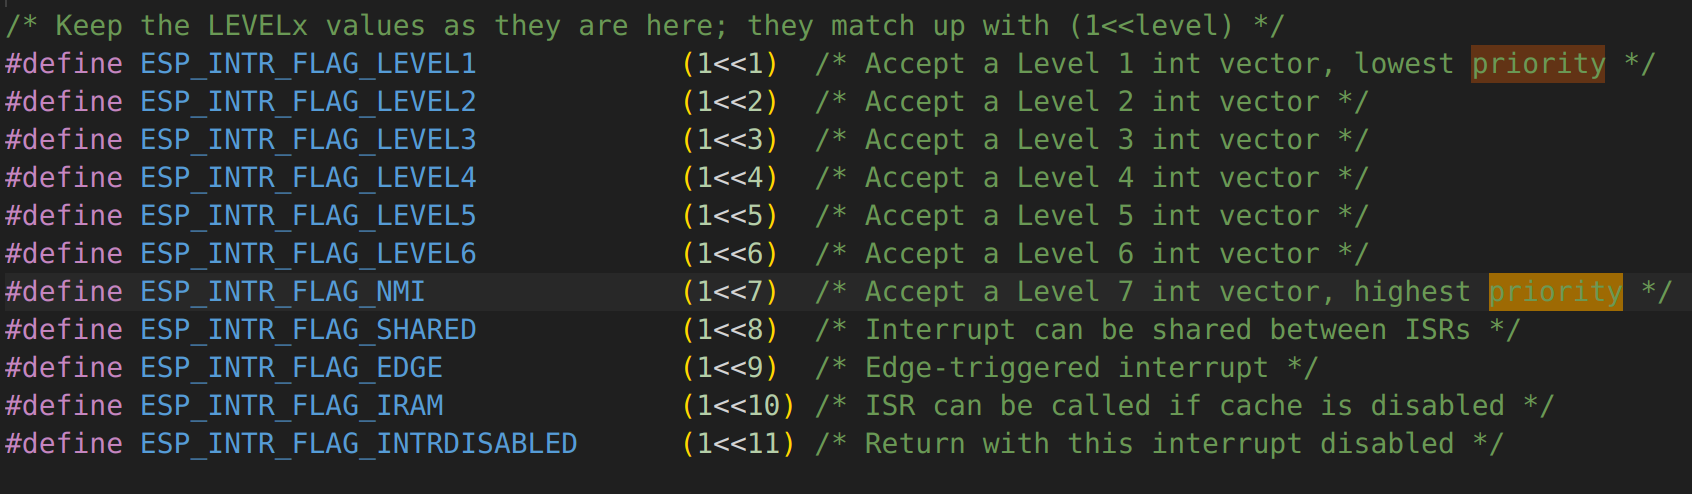 /* Keep the LEVELx values as they are here; they match up with (1<<level) */
#define ESP_INTR_FLAG_LEVEL1 (1<<1) /* Accept a Level 1 int vector, lowest priority */
#define ESP_INTR_FLAG_LEVEL2 (1<<2) /* Accept a Level 2 int vector */
#define ESP_INTR_FLAG_LEVEL3 (1<<3) /* Accept a Level 3 int vector */
#define ESP_INTR_FLAG_LEVEL4 (1<<4) /* Accept a Level 4 int vector */
#define ESP_INTR_FLAG_LEVEL5 (1<<5) /* Accept a Level 5 int vector */
#define ESP_INTR_FLAG_LEVEL6 (1<<6) /* Accept a Level 6 int vector */
#define ESP_INTR_FLAG_NMI (1<<7) /* Accept a Level 7 int vector, highest priority */
#define ESP_INTR_FLAG_SHARED (1<<8) /* Interrupt can be shared between ISRs */
#define ESP_INTR_FLAG_EDGE (1<<9) /* Edge-triggered interrupt */
#define ESP_INTR_FLAG_IRAM (1<<10) /* ISR can be called if cache is disabled */
#define ESP_INTR_FLAG_INTRDISABLED (1<<11) /* Return with this interrupt disabled */